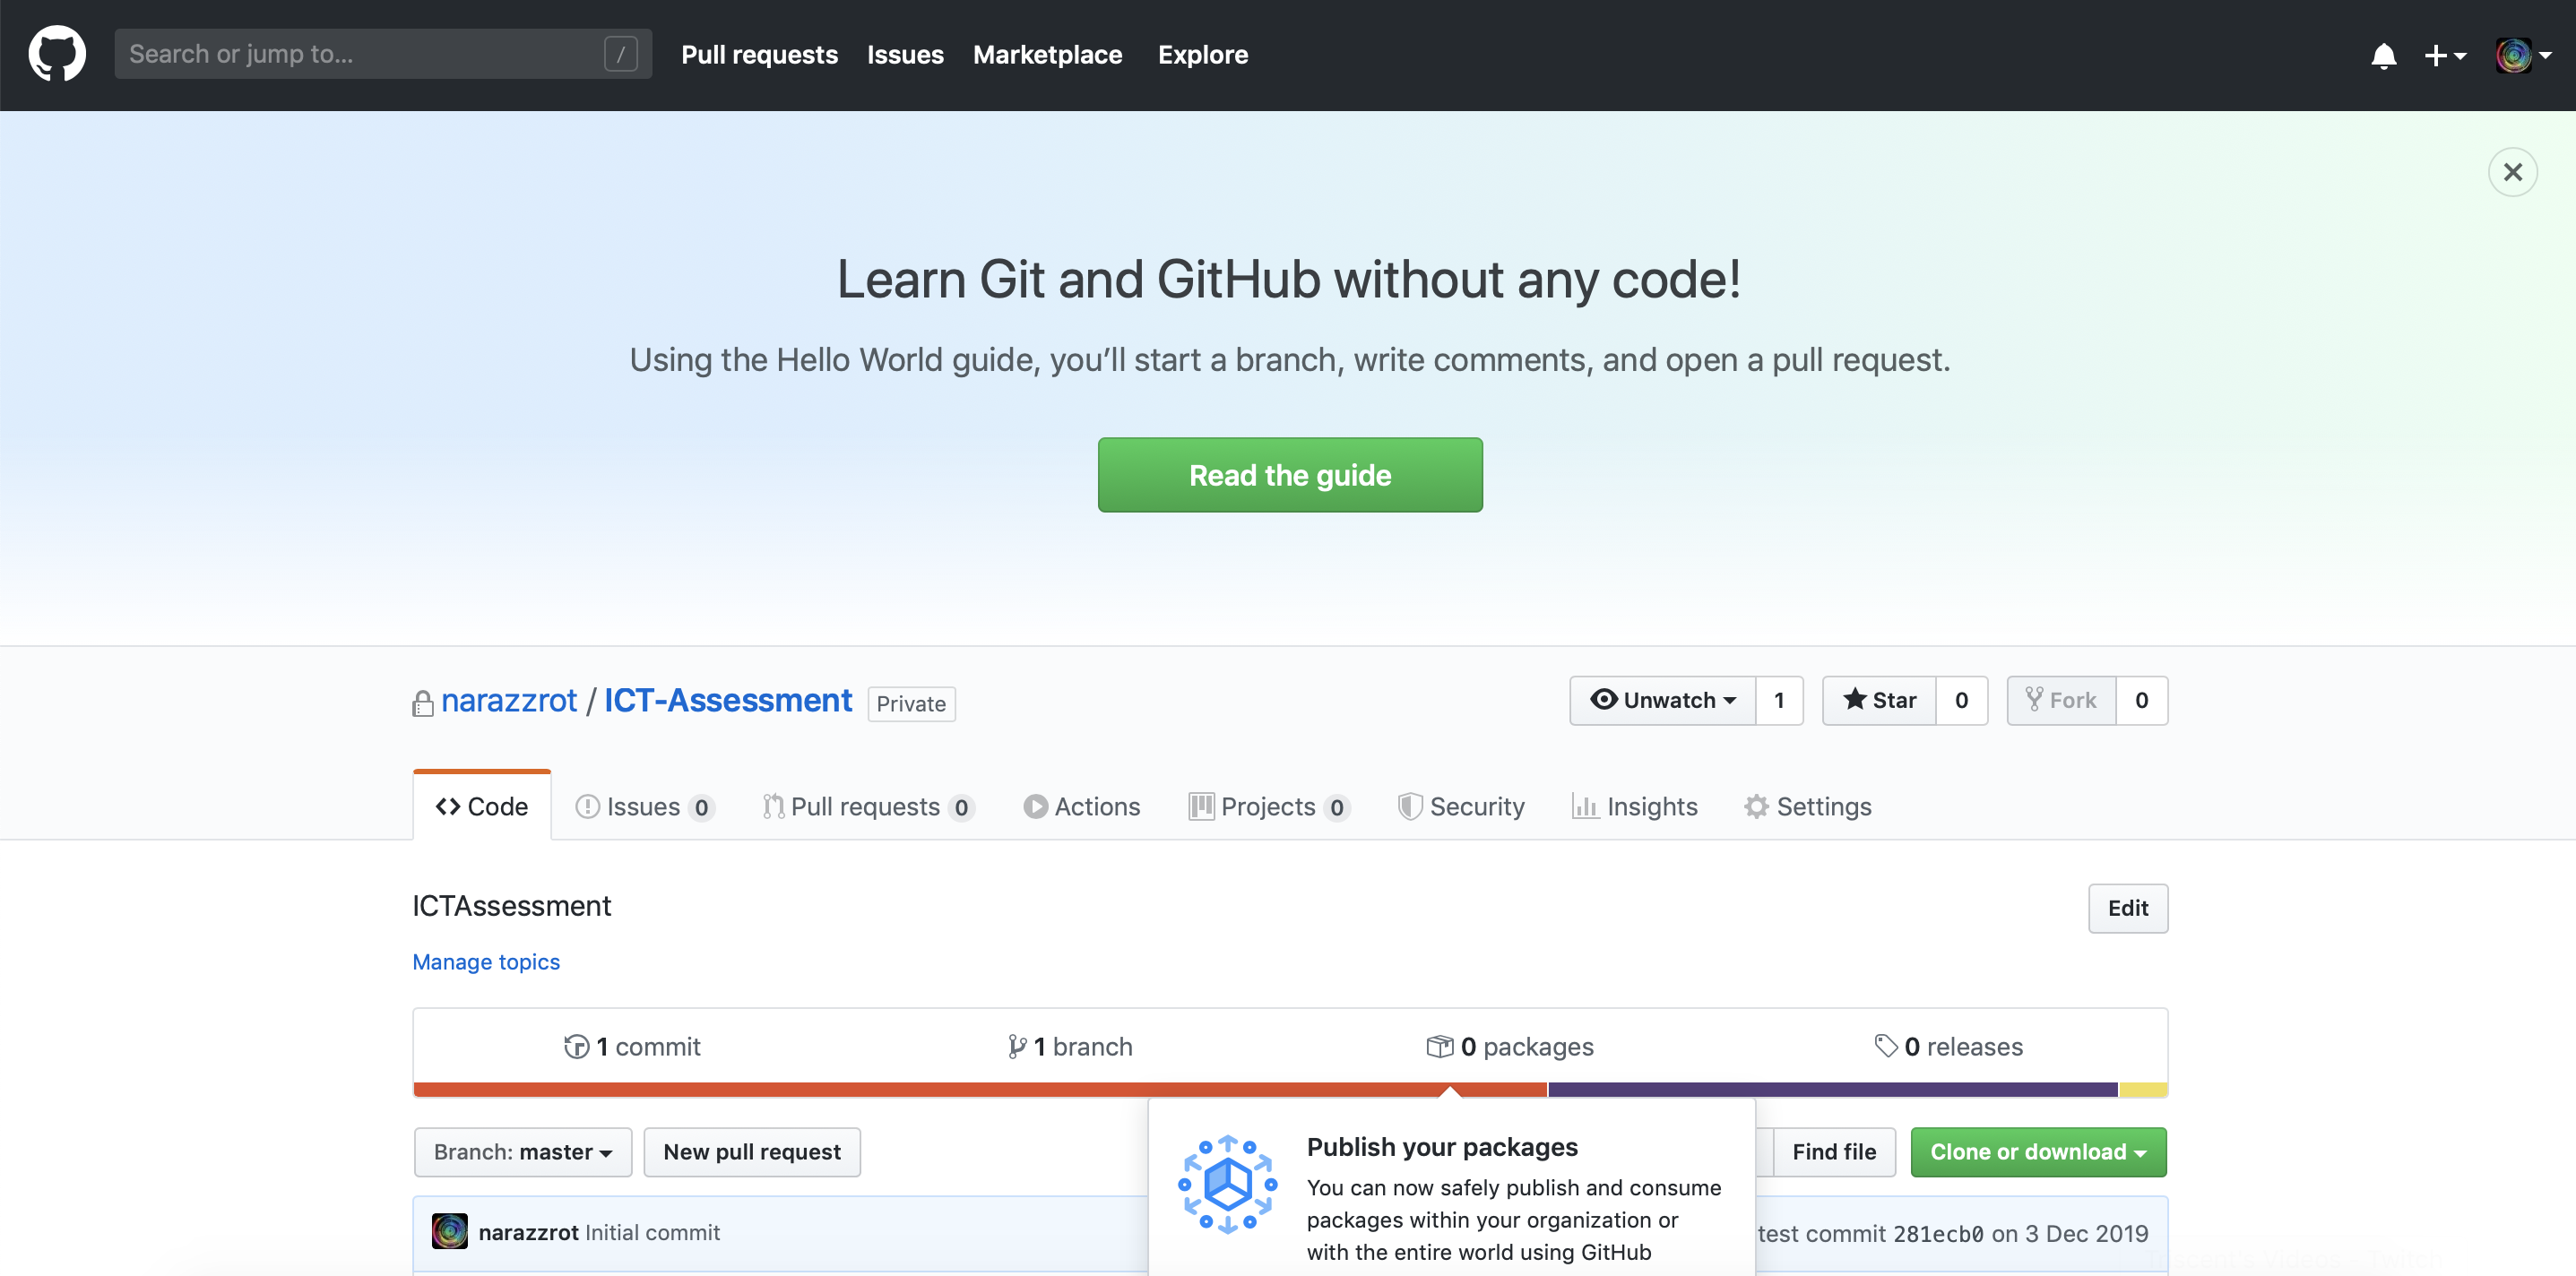 Search or jump to... / Pull requests Issues Marketplace Explore
Learn Git and GitHub without any code!
Using the Hello World guide, you’ll start a branch, write comments, and open a pull request.
Read the guide
narazzrot / ICT-Assessment Private Unwatch 1 Star 0 Fork 0
Code Issues 0 Pull requests 0 Actions Projects 0 Security Insights Settings
ICTAssessment Edit
Manage topics
1 commit 1 branch 0 packages 0 releases
Branch: master New pull request Find file Clone or download
Publish your packages
You can now safely publish and consume
packages within your organization or
with the entire world using GitHub
narazzrot Initial commit test commit 281ecb0 on 3 Dec 2019